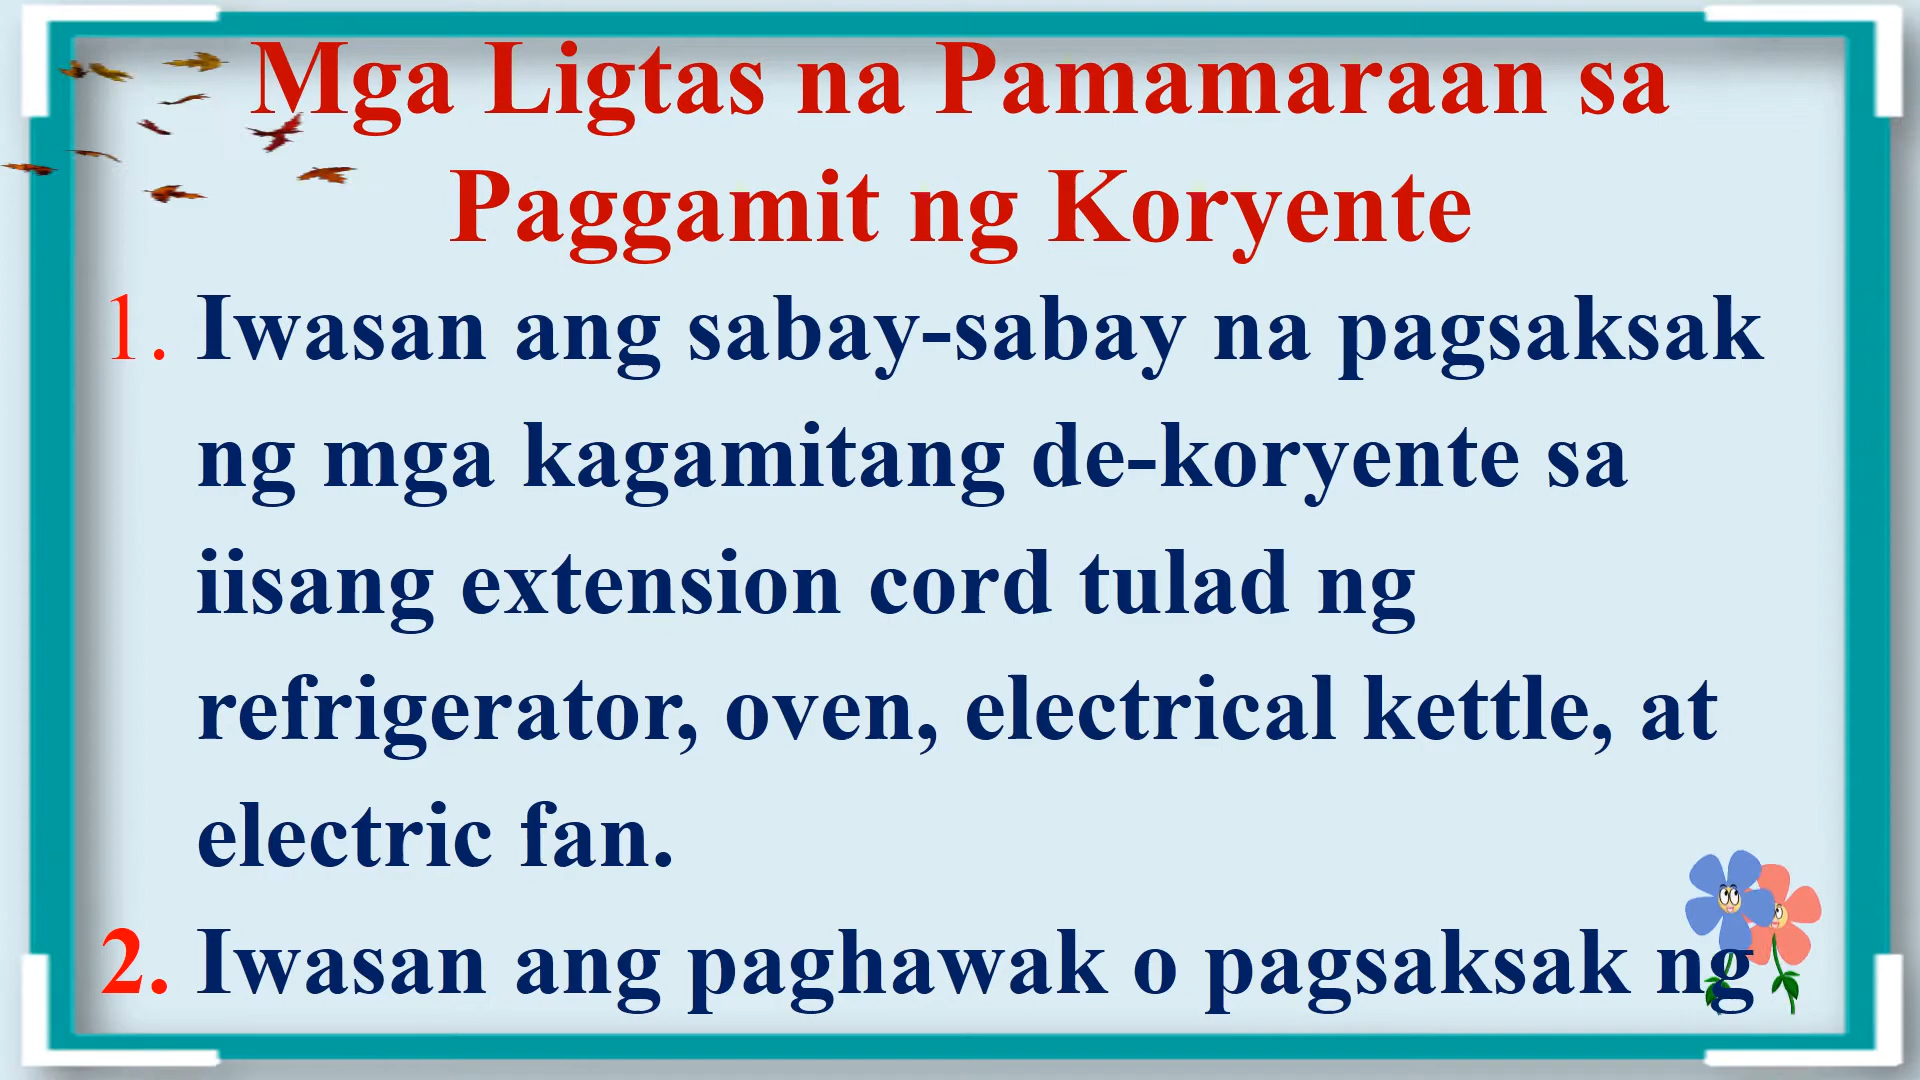 Mga Ligtas na Pamamaraan sa
Paggamit ng Koryente
1. Iwasan ang sabay-sabay na pagsaksak
ng mga kagamitang de-koryente sa
iisang extension cord tulad ng
refrigerator, oven, electrical kettle, at
electric fan.
2. Iwasan ang paghawak o pagsaksak ng